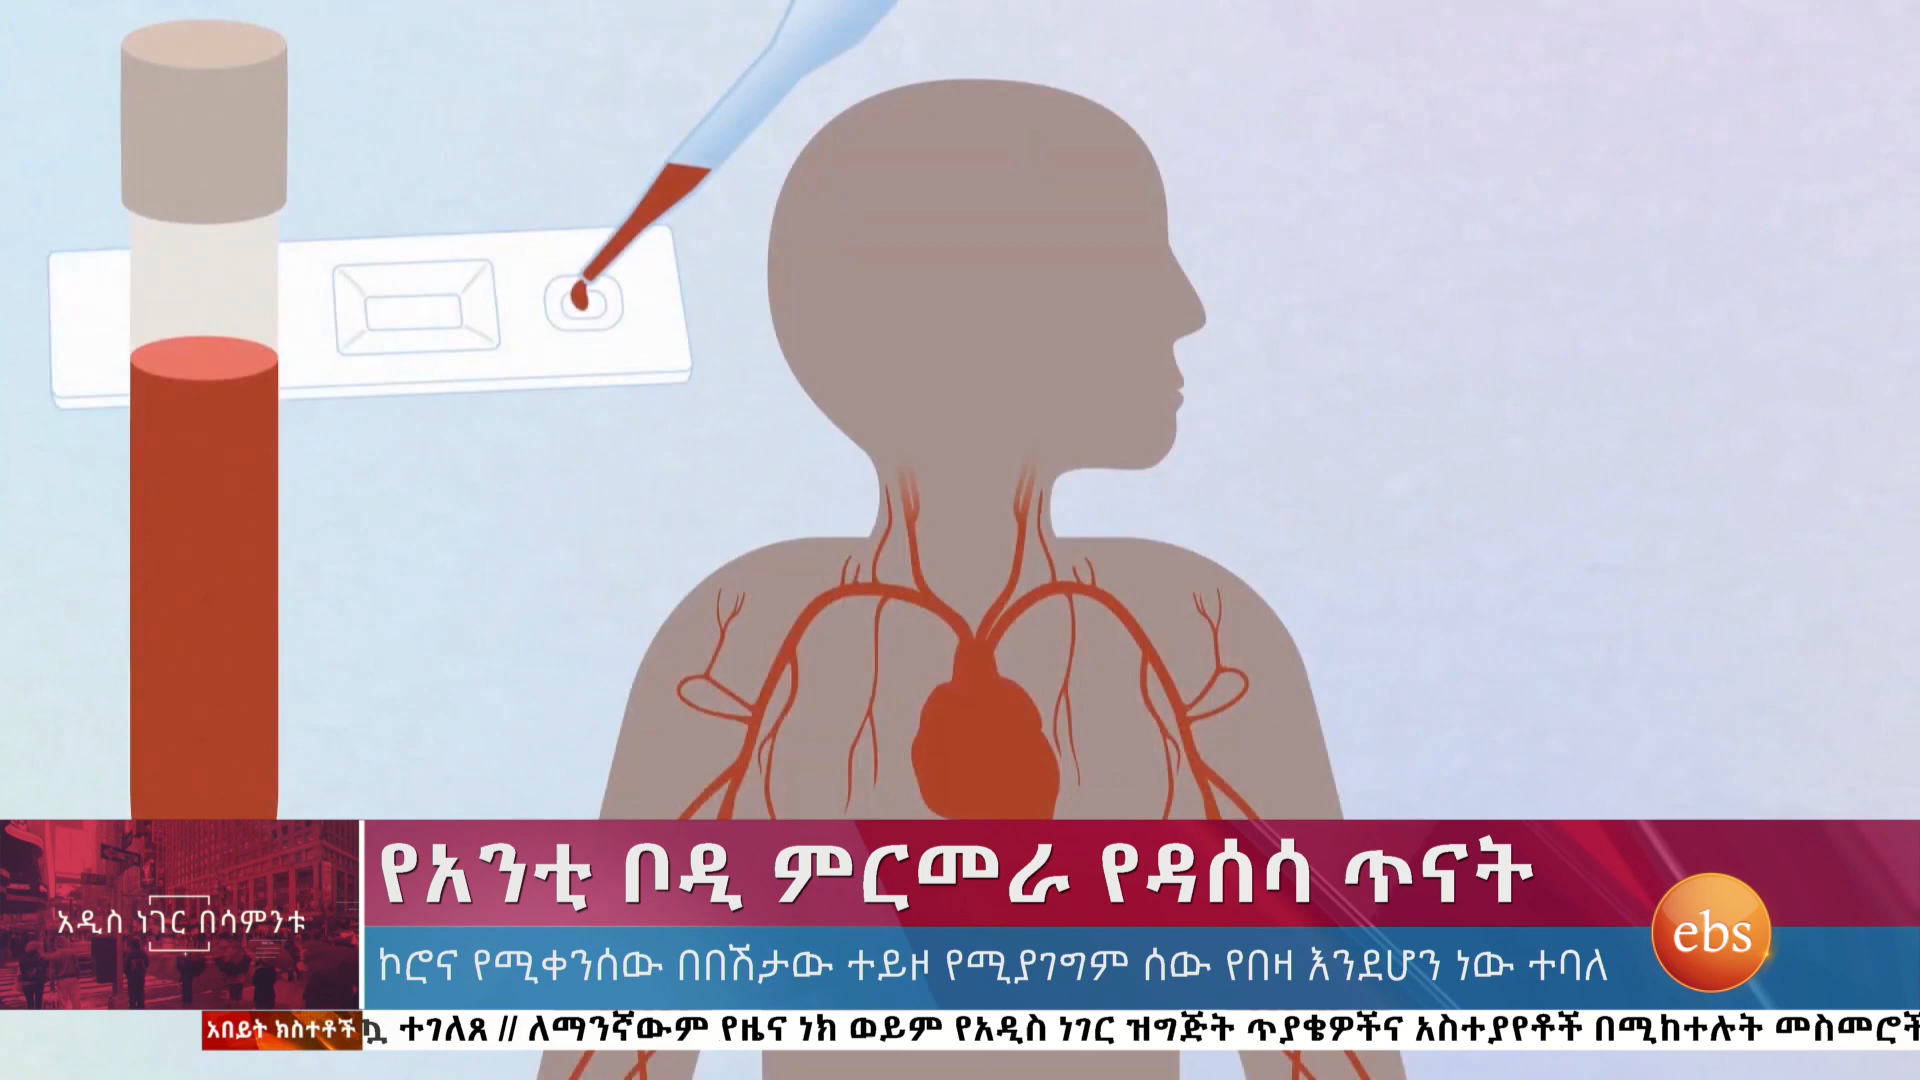 የአንቲ ቦዲ ምርመራ የዳሰሳ ጥናት
አዲስ ነገር በሳምንቱ
ኮሮና የሚቀንሰው በበሽታው ተይዞ የሚያገግም ሰው የበዛ እንደሆን ነው ተባለ
ebs
አበይት ክስተቶች
ተገለጸ // ለማንኛውም የዜና ነክ ወይም የአዲስ ነገር ዝግጅት ጥያቄዎችና አስተያየቶች በሚከተሉት